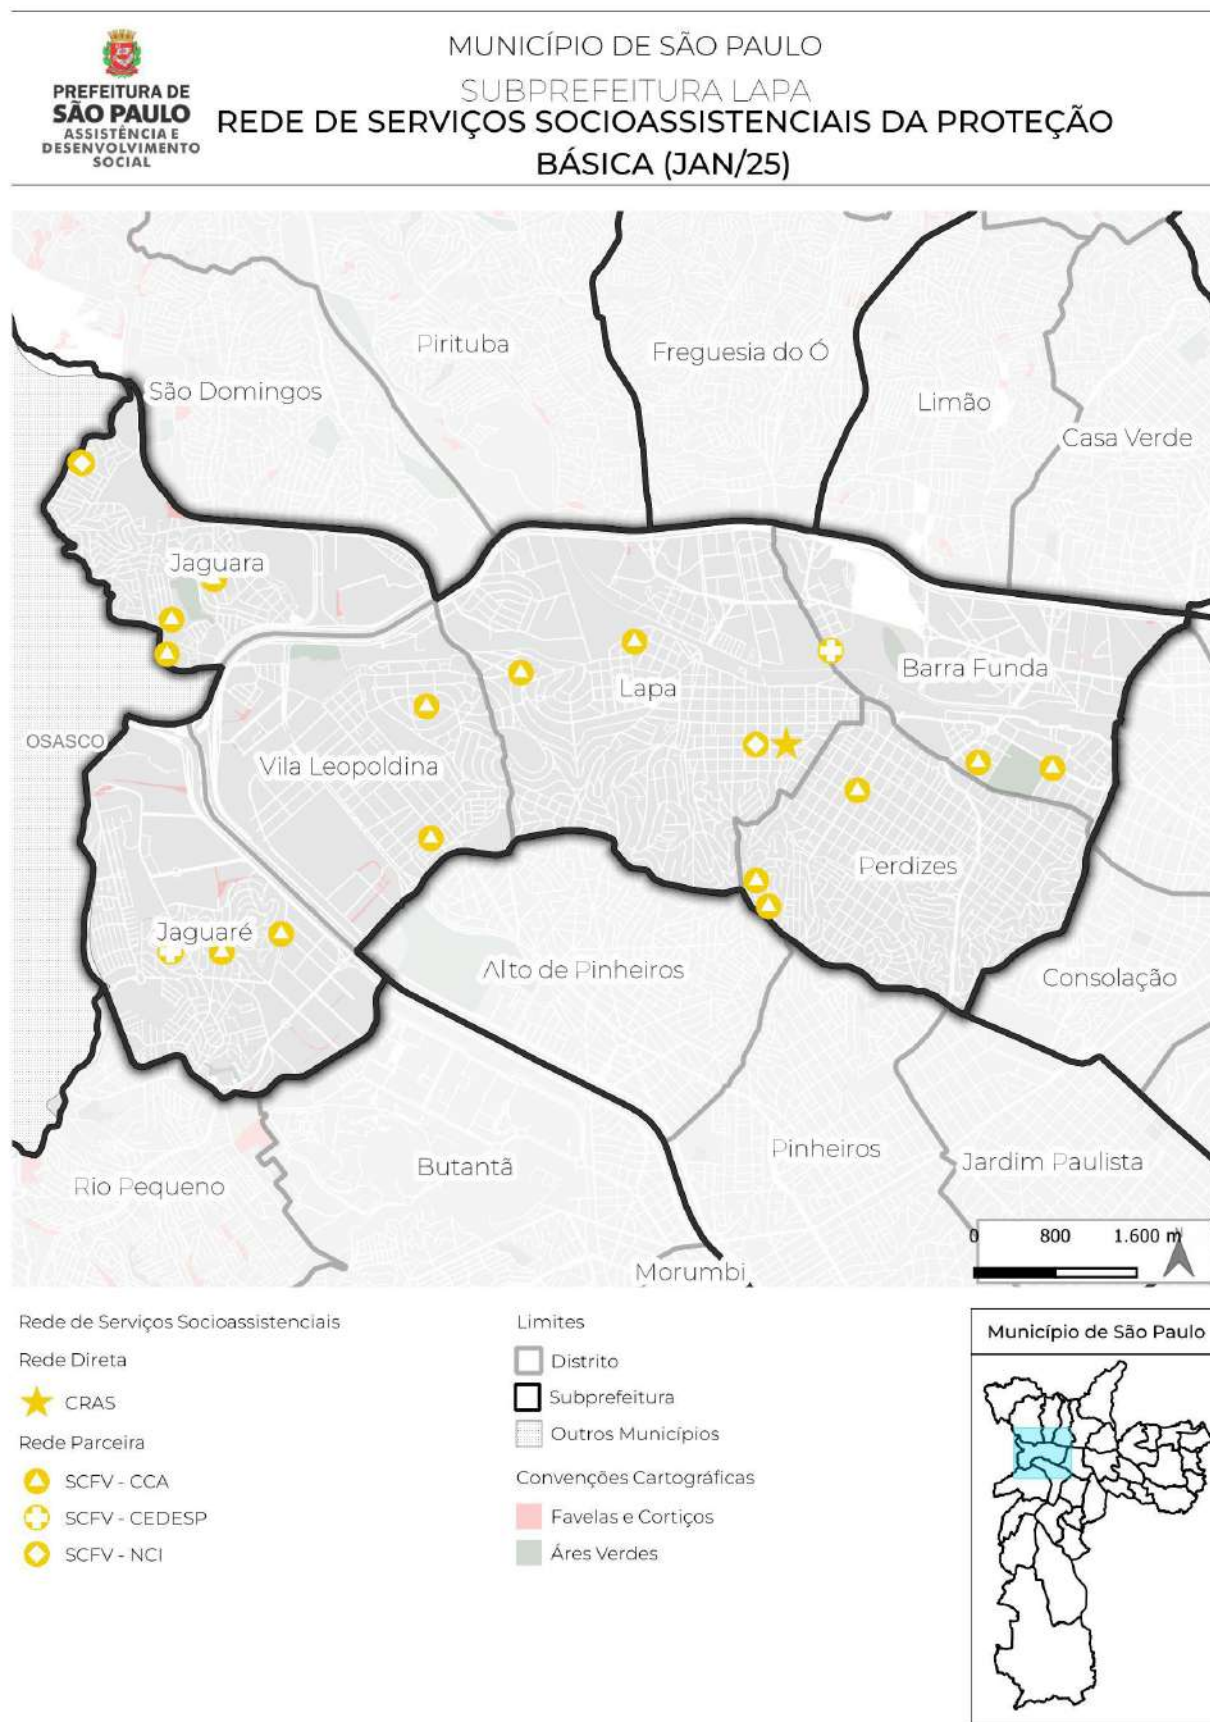 PREFEITURA DE
SÃO PAULO
ASSISTÊNCIA E
DESENVOLVIMENTO
SOCIAL
MUNICÍPIO DE SÃO PAULO
SUBPREFEITURA LAPA
REDE DE SERVIÇOS SOCIOASSISTENCIAIS DA PROTEÇÃO
BÁSICA (JAN/25)
Pirituba
Freguesia do Ó
São Domingos
Limão
Casa Verde
Jaguara
Lapa
Barra Funda
OSASCO
Vila Leopoldina
Perdizes
Jaguaré
Alto de Pinheiros
Consolação
Pinheiros
Butantã
Jardim Paulista
Rio Pequeno
Morumbi
0 800 1.600 m
N
Rede de Serviços Socioassistenciais
Rede Direta
CRAS
Rede Parceira
SCFV - CCA
SCFV - CEDESP
SCFV - NCI
Limites
Distrito
Subprefeitura
Outros Municípios
Convenções Cartográficas
Favelas e Cortiços
Áres Verdes
Município de São Paulo